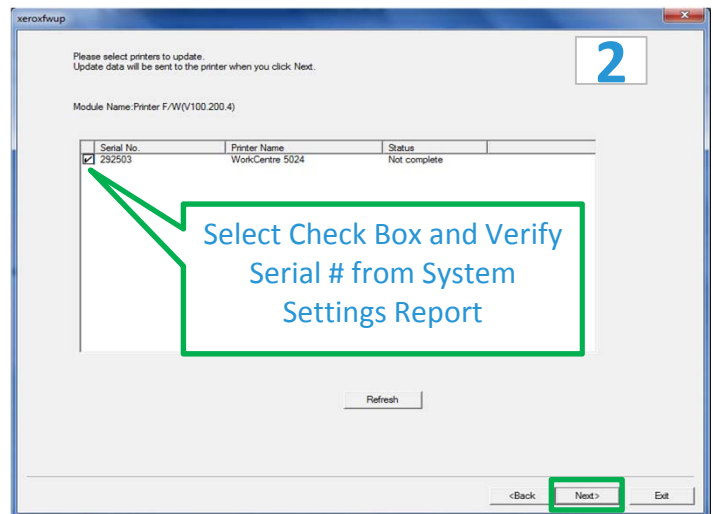 xeroxfwup
2
Please select printers to update.
Update data will be sent to the printer when you click Next.
Module Name:Printer F/W(V100.200.4)
Serial No. Printer Name Status
292503 WorkCentre 5024 Not complete
Select Check Box and Verify
Serial # from System
Settings Report
Refresh
<Back Next> Exit